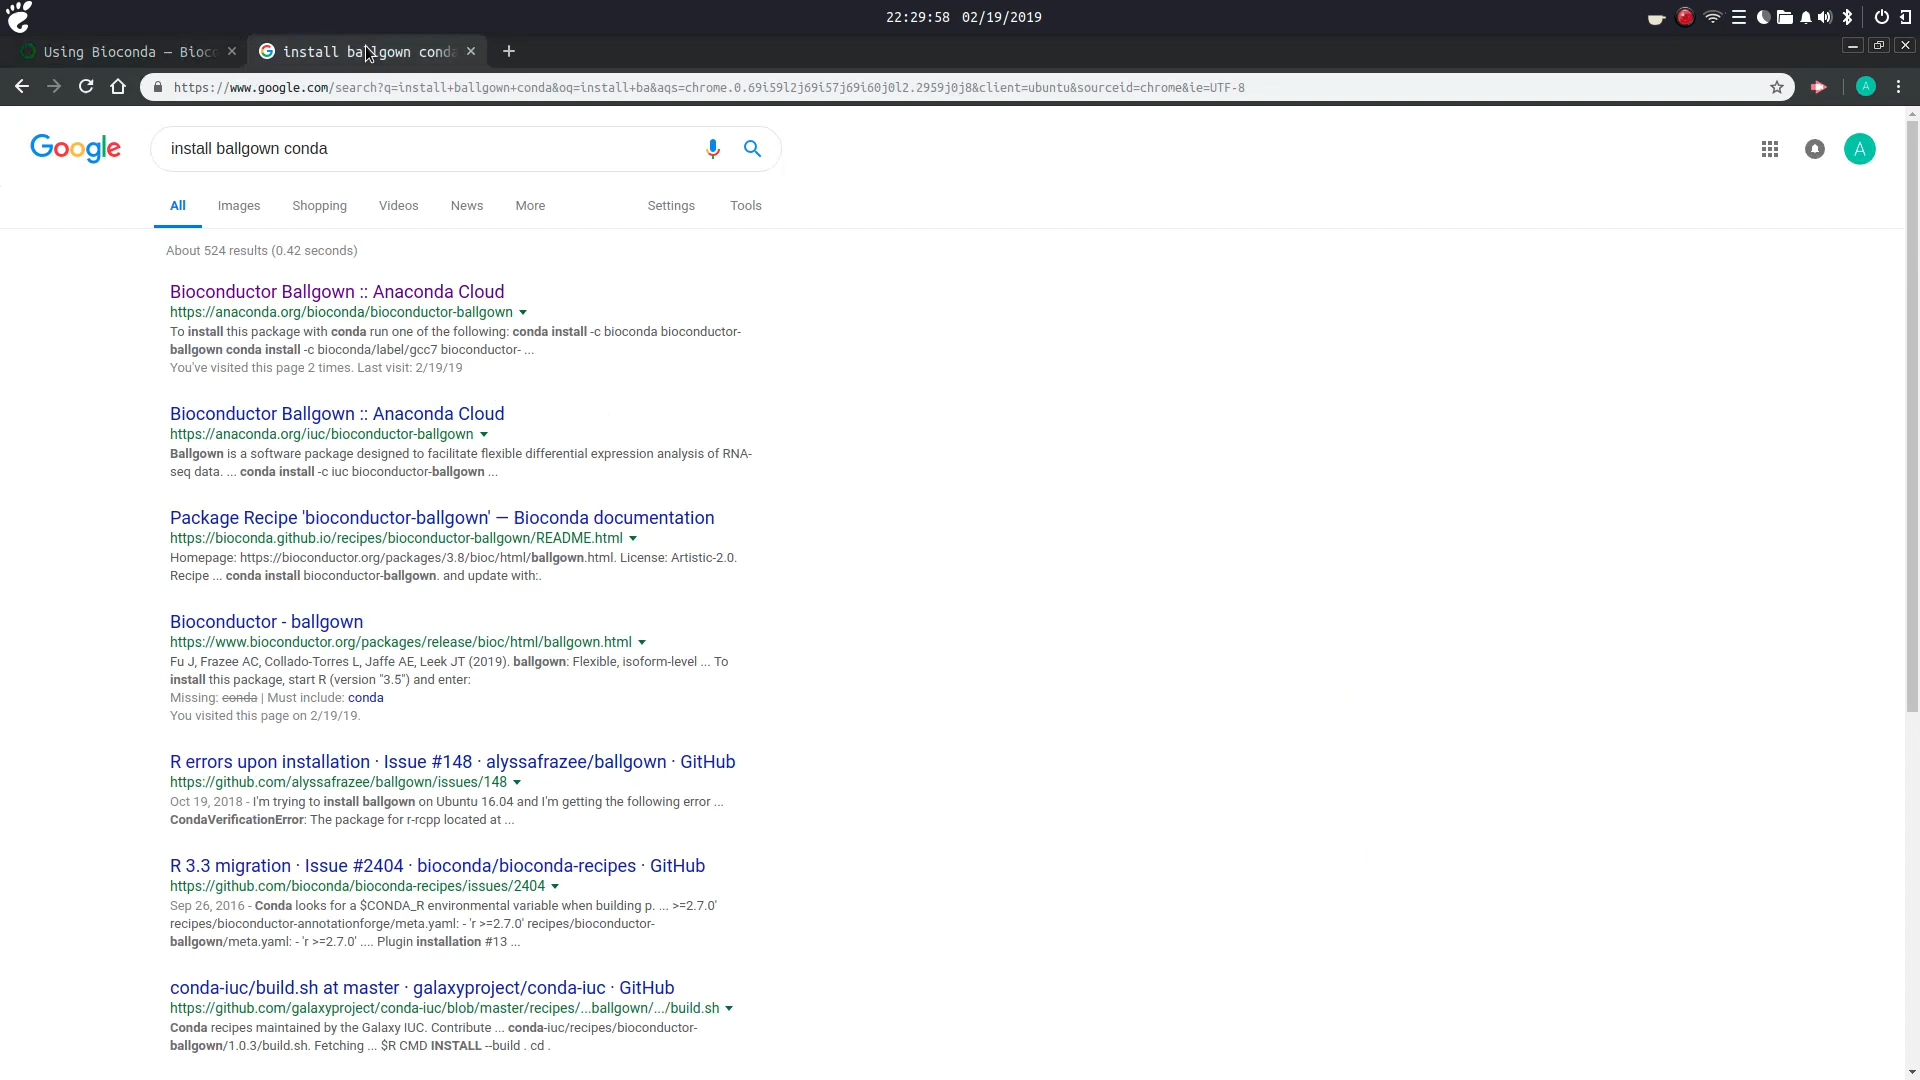 22:29:58 02/19/2019
Using Bioconda — Bioc
install ballgown conda
https://www.google.com/search?q=install+ballgown+conda&oq=install+ba&aqs=chrome.0.69i59l2j69i57j69i60j0l2.2959j0j8&client=ubuntu&sourceid=chrome&ie=UTF-8
A
Google
install ballgown conda
A
All Images Shopping Videos News More Settings Tools
About 524 results (0.42 seconds)
Bioconductor Ballgown :: Anaconda Cloud
https://anaconda.org/bioconda/bioconductor-ballgown
To install this package with conda run one of the following: conda install -c bioconda bioconductor-
ballgown conda install -c bioconda/label/gcc7 bioconductor- ...
You've visited this page 2 times. Last visit: 2/19/19
Bioconductor Ballgown :: Anaconda Cloud
https://anaconda.org/iuc/bioconductor-ballgown
Ballgown is a software package designed to facilitate flexible differential expression analysis of RNA-
seq data. ... conda install -c iuc bioconductor-ballgown ...
Package Recipe 'bioconductor-ballgown' — Bioconda documentation
https://bioconda.github.io/recipes/bioconductor-ballgown/README.html
Homepage: https://bioconductor.org/packages/3.8/bioc/html/ballgown.html. License: Artistic-2.0.
Recipe ... conda install bioconductor-ballgown. and update with:.
Bioconductor - ballgown
https://www.bioconductor.org/packages/release/bioc/html/ballgown.html
Fu J, Frazee AC, Collado-Torres L, Jaffe AE, Leek JT (2019). ballgown: Flexible, isoform-level ... To
install this package, start R (version "3.5") and enter:
Missing: conda | Must include: conda
You visited this page on 2/19/19.
R errors upon installation · Issue #148 · alyssafrazee/ballgown · GitHub
https://github.com/alyssafrazee/ballgown/issues/148
Oct 19, 2018 - I'm trying to install ballgown on Ubuntu 16.04 and I'm getting the following error ...
CondaVerificationError: The package for r-rcpp located at ...
R 3.3 migration · Issue #2404 · bioconda/bioconda-recipes · GitHub
https://github.com/bioconda/bioconda-recipes/issues/2404
Sep 26, 2016 - Conda looks for a $CONDA_R environmental variable when building p. ... >=2.7.0'
recipes/bioconductor-annotationforge/meta.yaml: - 'r >=2.7.0' recipes/bioconductor-
ballgown/meta.yaml: - 'r >=2.7.0' .... Plugin installation #13 ...
conda-iuc/build.sh at master · galaxyproject/conda-iuc · GitHub
https://github.com/galaxyproject/conda-iuc/blob/master/recipes/...ballgown/.../build.sh
Conda recipes maintained by the Galaxy IUC. Contribute ... conda-iuc/recipes/bioconductor-
ballgown/1.0.3/build.sh. Fetching ... $R CMD INSTALL --build . cd .